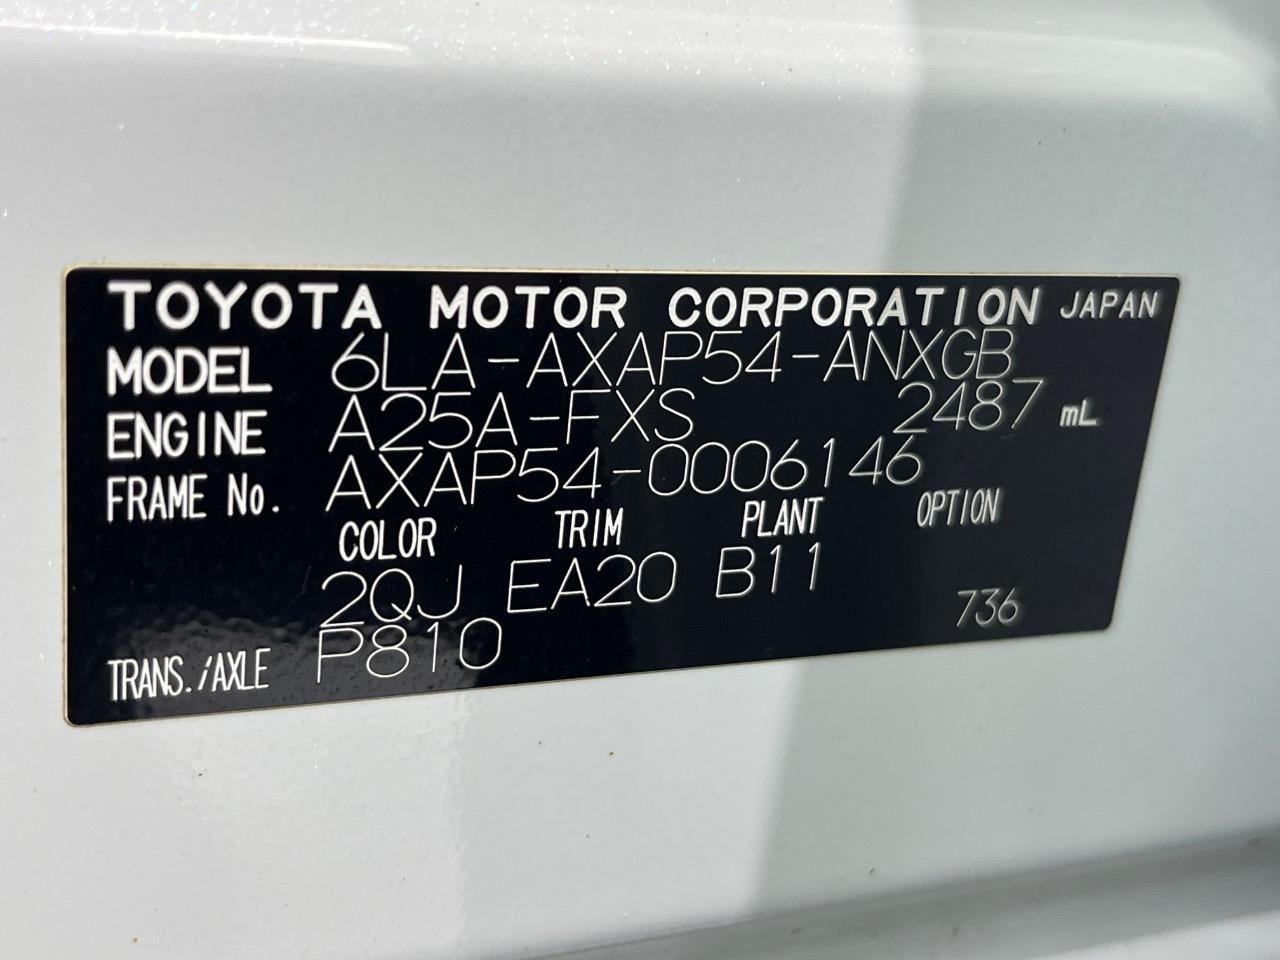 TOYOTA MOTOR CORPORATION JAPAN
MODEL 6LA-AXAP54-ANXGB
ENGINE A25A-FXS 2487 mL
FRAME No. AXAP54-0006146
COLOR TRIM PLANT OPTION
2QJ EA20 B11 736
TRANS./AXLE P810